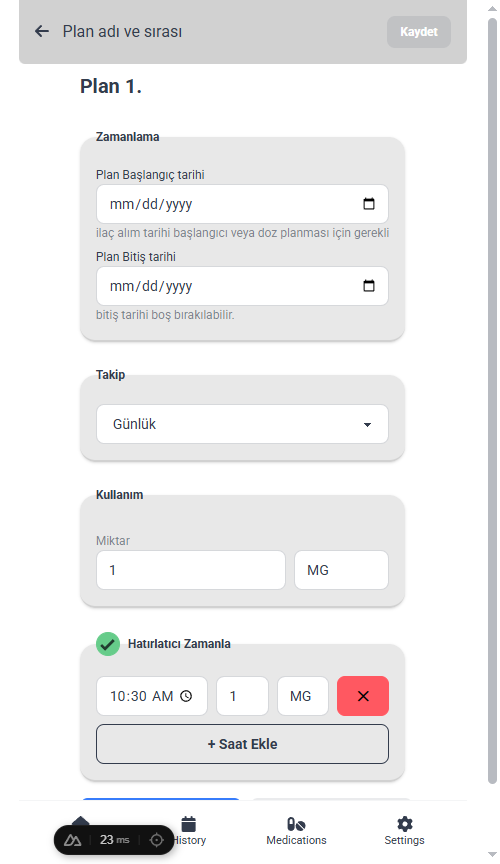 Plan adı ve sırası
Kaydet
Plan 1.
Zamanlama
Plan Başlangıç tarihi
mm/dd/yyyy
ilaç alım tarihi başlangıcı veya doz planması için gerekli
Plan Bitiş tarihi
mm/dd/yyyy
bitiş tarihi boş bırakılabilir.
Takip
Günlük
Kullanım
Miktar
1 MG
Hatırlatıcı Zamanla
10:30 AM 1 MG
+ Saat Ekle
23 ms
History Medications Settings